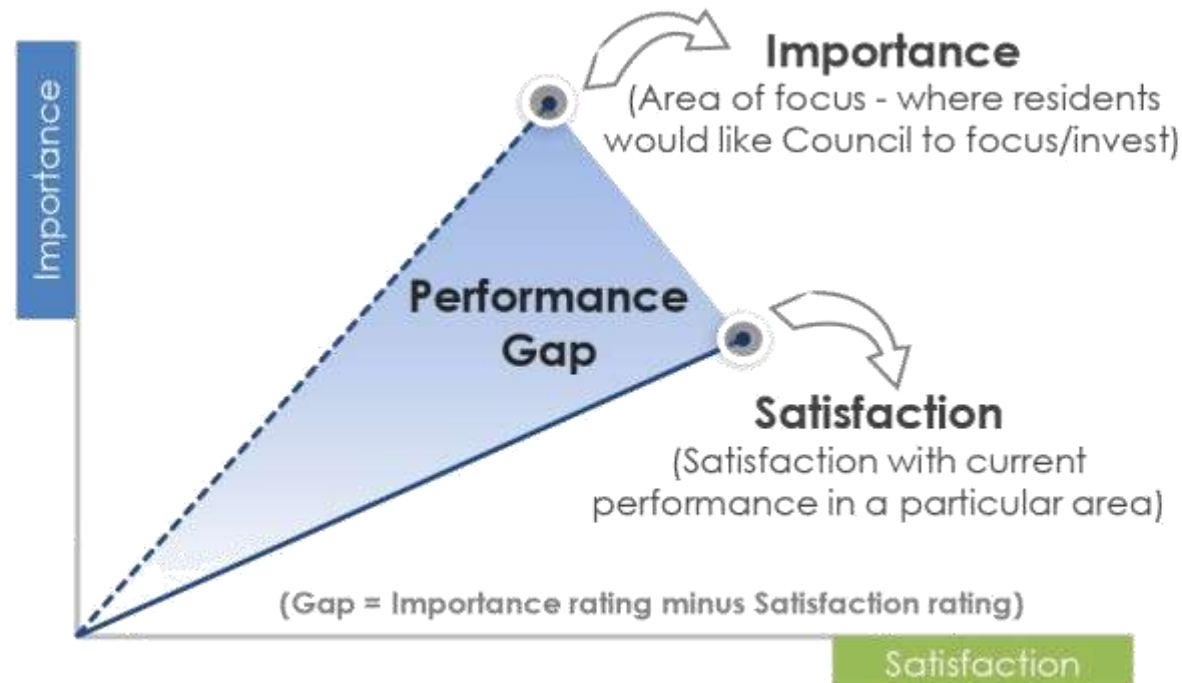 Importance
Importance
(Area of focus - where residents
would like Council to focus/invest)
Performance
Gap
Satisfaction
(Satisfaction with current
performance in a particular area)
(Gap = Importance rating minus Satisfaction rating)
Satisfaction